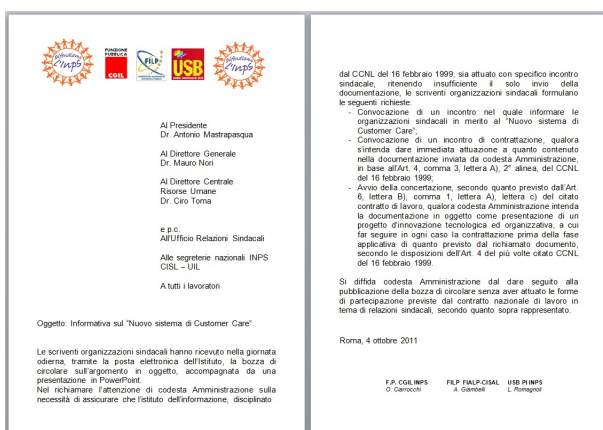 difendiamo
L'Inps
FUNZIONE
PUBBLICA
CGIL
FILP
USB
difendiamo
L'Inps
Al Presidente
Dr. Antonio Mastrapasqua
Al Direttore Generale
Dr. Mauro Nori
Al Direttore Centrale
Risorse Umane
Dr. Ciro Toma
e p.c.
All'Ufficio Relazioni Sindacali
Alle segreterie nazionali INPS
CISL – UIL
A tutti i lavoratori
Oggetto: Informativa sul "Nuovo sistema di Customer Care".
Le scriventi organizzazioni sindacali hanno ricevuto nella giornata
odierna, tramite la posta elettronica dell'Istituto, la bozza di
circolare sull'argomento in oggetto, accompagnata da una
presentazione in PowerPoint.
Nel richiamare l'attenzione di codesta Amministrazione sulla
necessità di assicurare che l'istituto dell'informazione, disciplinato
dal CCNL del 16 febbraio 1999, sia attuato con specifico incontro
sindacale, ritenendo insufficiente il solo invio della
documentazione, le scriventi organizzazioni sindacali formulano
le seguenti richieste:
- Convocazione di un incontro nel quale informare le
organizzazioni sindacali in merito al "Nuovo sistema di
Customer Care";
- Convocazione di un incontro di contrattazione, qualora
s'intenda dare immediata attuazione a quanto contenuto
nella documentazione inviata da codesta Amministrazione,
in base all'Art. 4, comma 3, lettera A), 2° alinea, del CCNL
del 16 febbraio 1999;
- Avvio della concertazione, secondo quanto previsto dall'Art.
6, lettera B), comma 1, lettera A), lettera c) del citato
contratto di lavoro, qualora codesta Amministrazione intenda
la documentazione in oggetto come presentazione di un
progetto d'innovazione tecnologica ed organizzativa, a cui
far seguire in ogni caso la contrattazione prima della fase
applicativa di quanto previsto dal richiamato documento,
secondo le disposizioni dell'Art. 4 del più volte citato CCNL
del 16 febbraio 1999.
Si diffida codesta Amministrazione dal dare seguito alla
pubblicazione della bozza di circolare senza aver attuato le forme
di partecipazione previste dal contratto nazionale di lavoro in
tema di relazioni sindacali, secondo quanto sopra rappresentato.
Roma, 4 ottobre 2011
F.P. CGIL INPS FILP FIALP-CISAL USB PI INPS
O. Ciarrocchi A. Giambelli L. Romagnoli